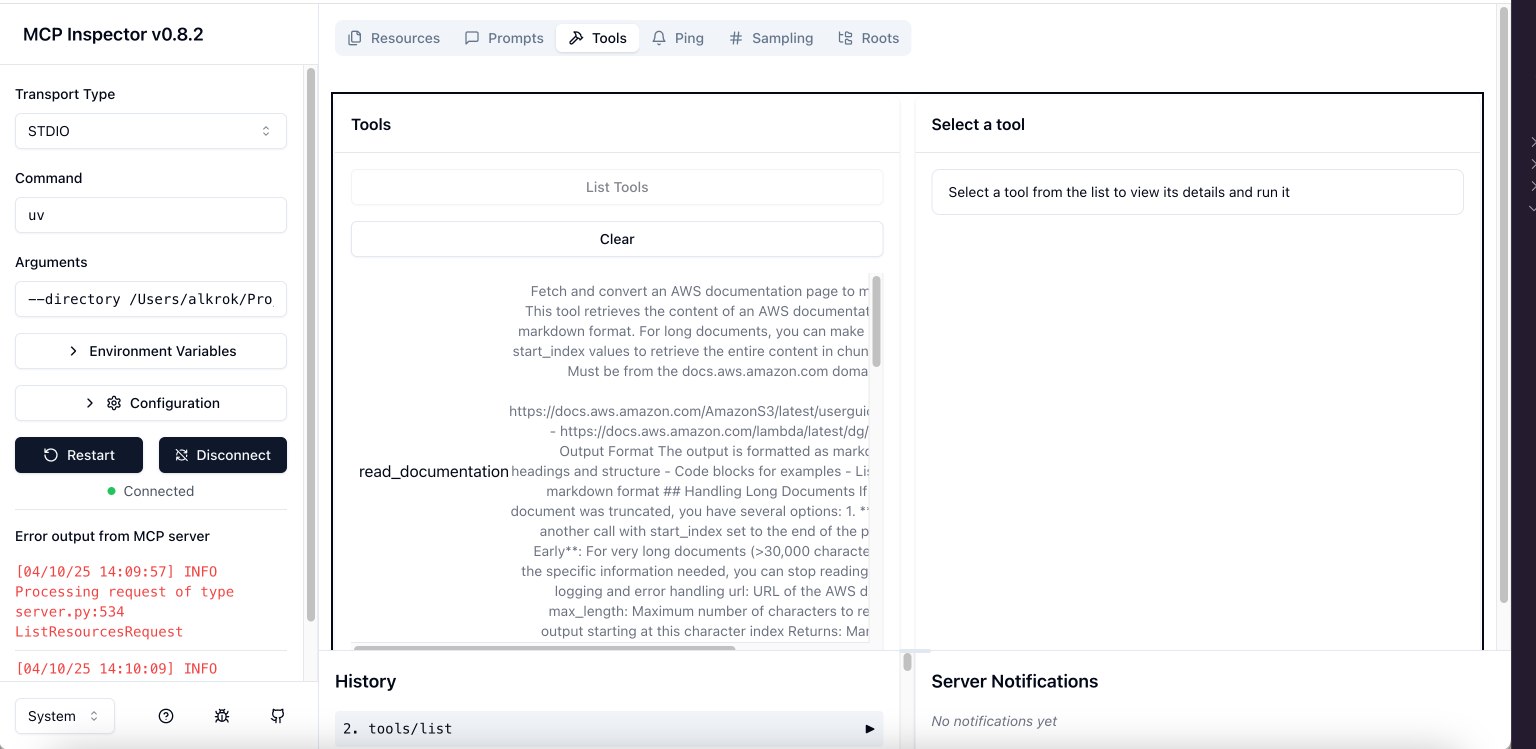 MCP Inspector v0.8.2
Transport Type
STDIO
Command
uv
Arguments
--directory /Users/alkrok/Pro
Environment Variables
Configuration
Restart
Disconnect
Connected
Error output from MCP server
[04/10/25 14:09:57] INFO
Processing request of type
server.py:534
ListResourcesRequest
[04/10/25 14:10:09] INFO
System
Resources
Prompts
Tools
Ping
Sampling
Roots
Tools
List Tools
Clear
read_documentation
Fetch and convert an AWS documentation page to m
This tool retrieves the content of an AWS documentat
markdown format. For long documents, you can make
start_index values to retrieve the entire content in chun
Must be from the docs.aws.amazon.com doma
https://docs.aws.amazon.com/AmazonS3/latest/usergui
- https://docs.aws.amazon.com/lambda/latest/dg/
Output Format The output is formatted as markd
headings and structure - Code blocks for examples - Lis
markdown format ## Handling Long Documents If
document was truncated, you have several options: 1. *
another call with start_index set to the end of the p
Early**: For very long documents (>30,000 characte
the specific information needed, you can stop reading
logging and error handling url: URL of the AWS d
max_length: Maximum number of characters to re
output starting at this character index Returns: Mar
Select a tool
Select a tool from the list to view its details and run it
History
2. tools/list
Server Notifications
No notifications yet